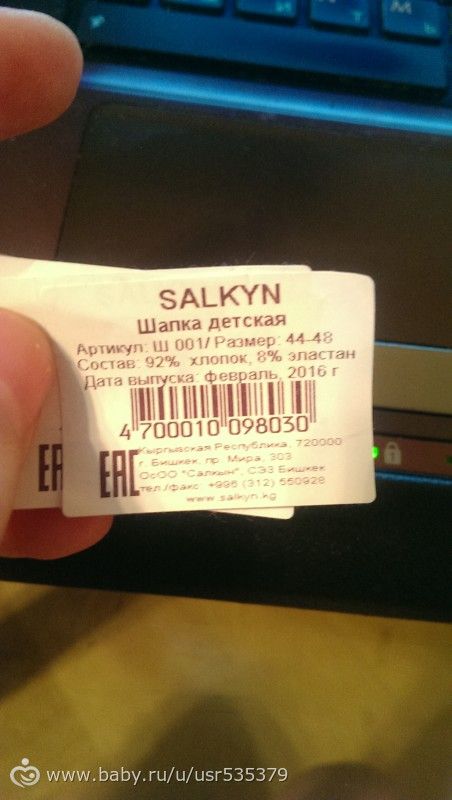 И
М
Ь
SALKYN
Шапка детская
Артикул: Ш 001/ Размер: 44-48
Состав: 92% хлопок, 8% эластан
Дата выпуска: февраль, 2016 г
4 700010 098030
EAC
Кыргызская Республика, 720000
г. Бишкек, пр. Мира, 303
ОсОО "Салкын", СЭЗ Бишкек
тел./факс: +996 (312) 550928
www.salkyn.kg
www.baby.ru/u/usr535379